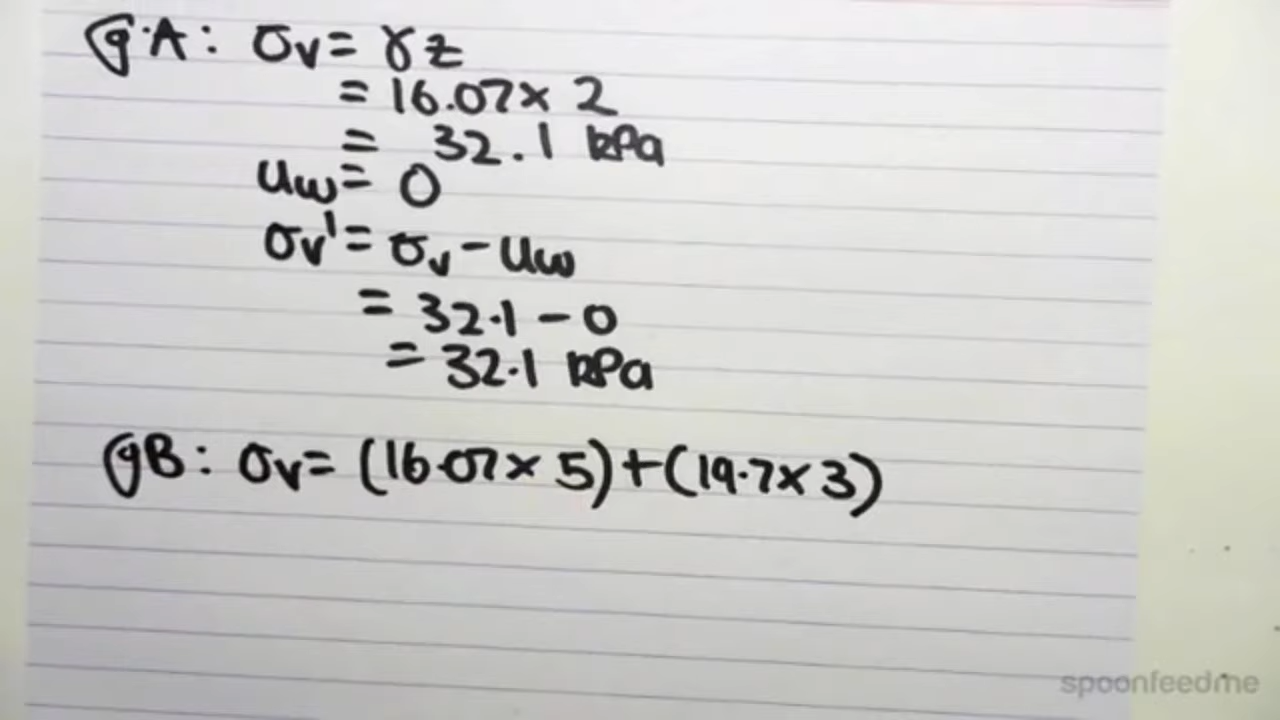 @A: σv = γz
= 16.07 × 2
= 32.1 kPa
uw = 0
σv' = σv - uw
= 32.1 - 0
= 32.1 kPa
@B: σv = (16.07 × 5) + (19.7 × 3)
spoonfeedme